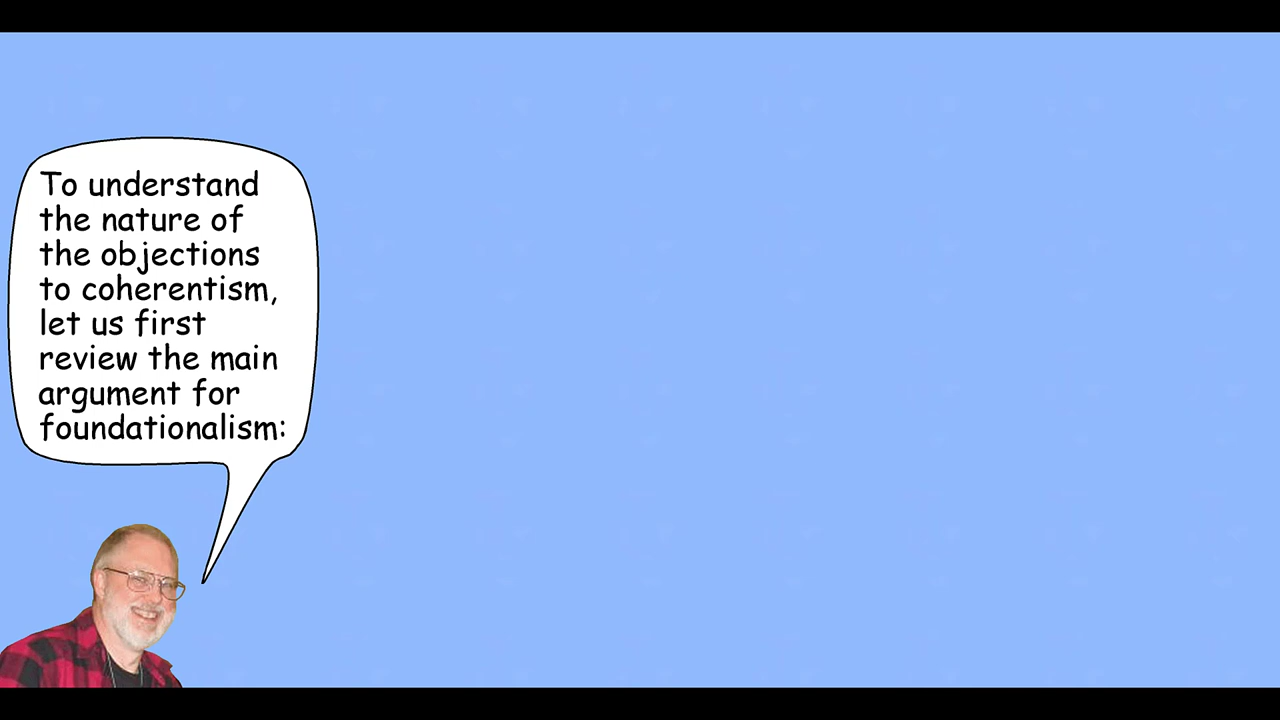 To understand
the nature of
the objections
to coherentism,
let us first
review the main
argument for
foundationalism: